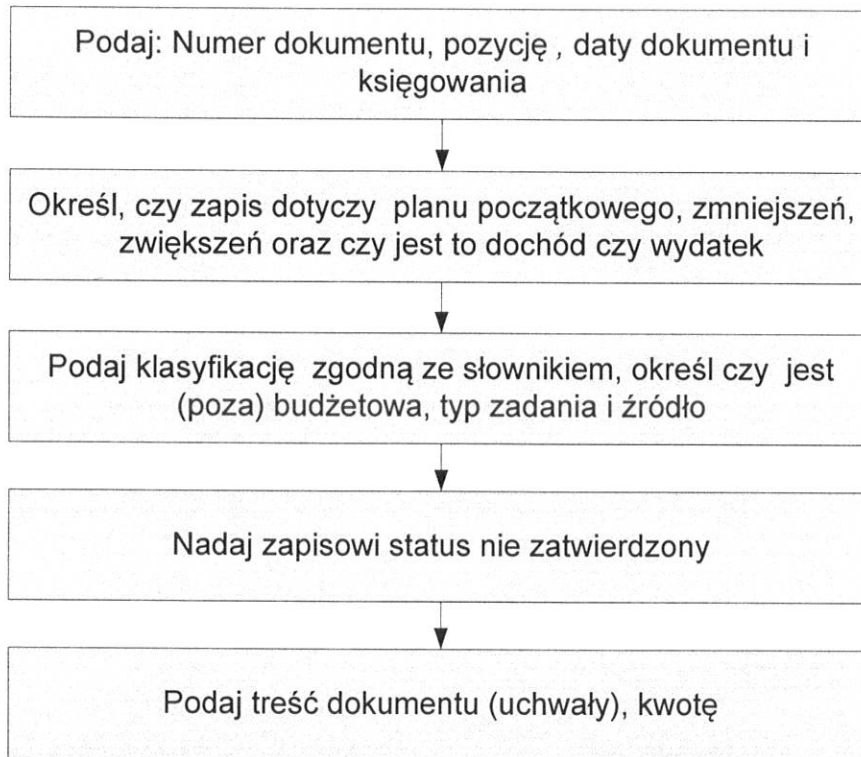 Podaj: Numer dokumentu, pozycję , daty dokumentu i
księgowania
Określ, czy zapis dotyczy planu początkowego, zmniejszeń,
zwiększeń oraz czy jest to dochód czy wydatek
Podaj klasyfikację zgodną ze słownikiem, określ czy jest
(poza) budżetowa, typ zadania i źródło
Nadaj zapisowi status nie zatwierdzony
Podaj treść dokumentu (uchwały), kwotę